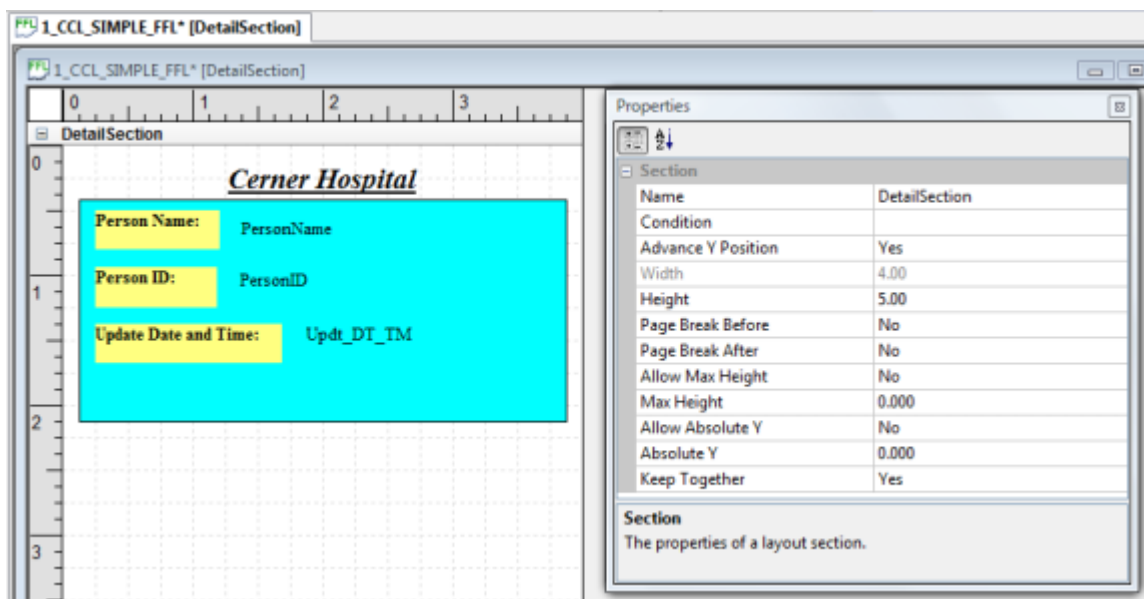 1_CCL_SIMPLE_FFL* [DetailSection]
1_CCL_SIMPLE_FFL* [DetailSection]
0 1 2 3
DetailSection
0
Cerner Hospital
Person Name: PersonName
Person ID: PersonID
1
Update Date and Time: Updt_DT_TM
2
3
Properties
Section
Name DetailSection
Condition
Advance Y Position Yes
Width 4.00
Height 5.00
Page Break Before No
Page Break After No
Allow Max Height No
Max Height 0.000
Allow Absolute Y No
Absolute Y 0.000
Keep Together Yes
Section
The properties of a layout section.